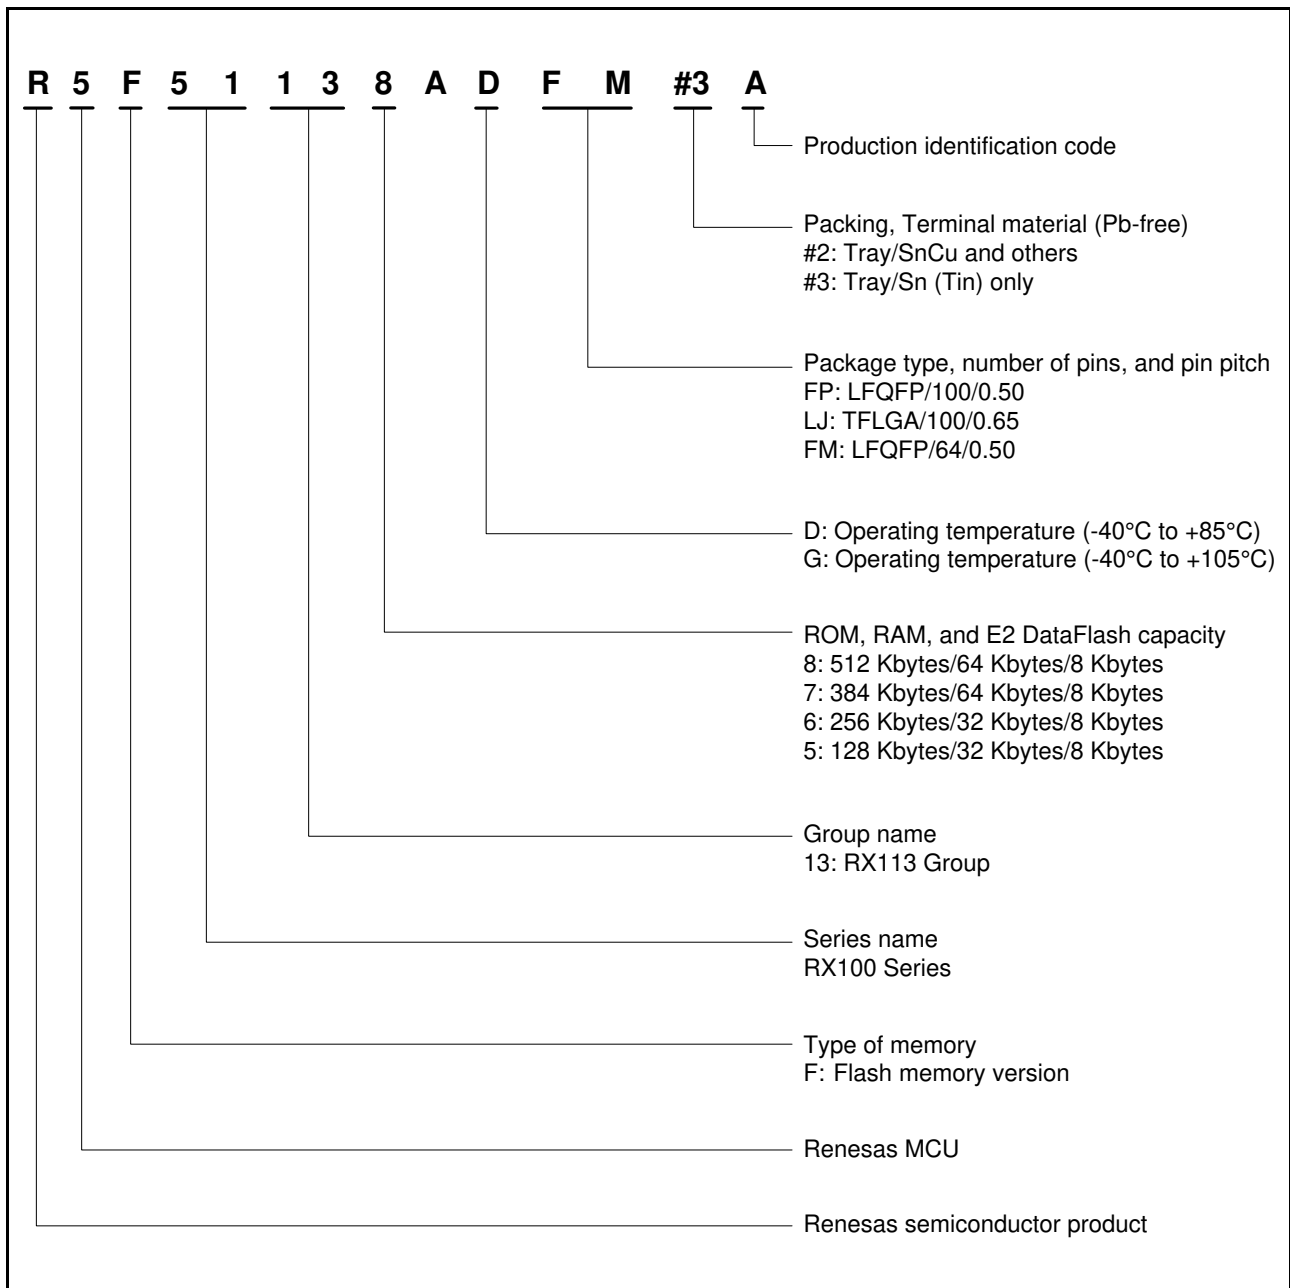 R 5 F 5 1 1 3 8 A D F M #3 A
Production identification code
Packing, Terminal material (Pb-free)
#2: Tray/SnCu and others
#3: Tray/Sn (Tin) only
Package type, number of pins, and pin pitch
FP: LFQFP/100/0.50
LJ: TFLGA/100/0.65
FM: LFQFP/64/0.50
D: Operating temperature (-40°C to +85°C)
G: Operating temperature (-40°C to +105°C)
ROM, RAM, and E2 DataFlash capacity
8: 512 Kbytes/64 Kbytes/8 Kbytes
7: 384 Kbytes/64 Kbytes/8 Kbytes
6: 256 Kbytes/32 Kbytes/8 Kbytes
5: 128 Kbytes/32 Kbytes/8 Kbytes
Group name
13: RX113 Group
Series name
RX100 Series
Type of memory
F: Flash memory version
Renesas MCU
Renesas semiconductor product